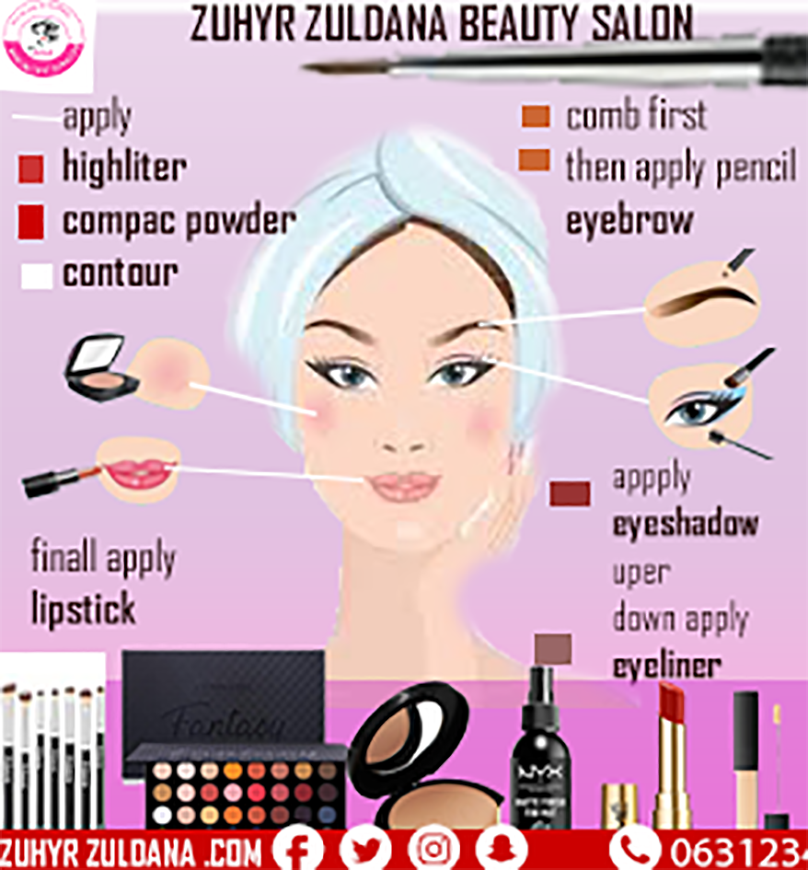 ZUHYR ZULDANA BEAUTY SALON
apply
highliter
compac powder
contour
comb first
then apply pencil
eyebrow
appply
eyeshadow
uper
down apply
eyeliner
finall apply
lipstick
Fantasy
NYX
ZUHYR ZULDANA .COM
063123